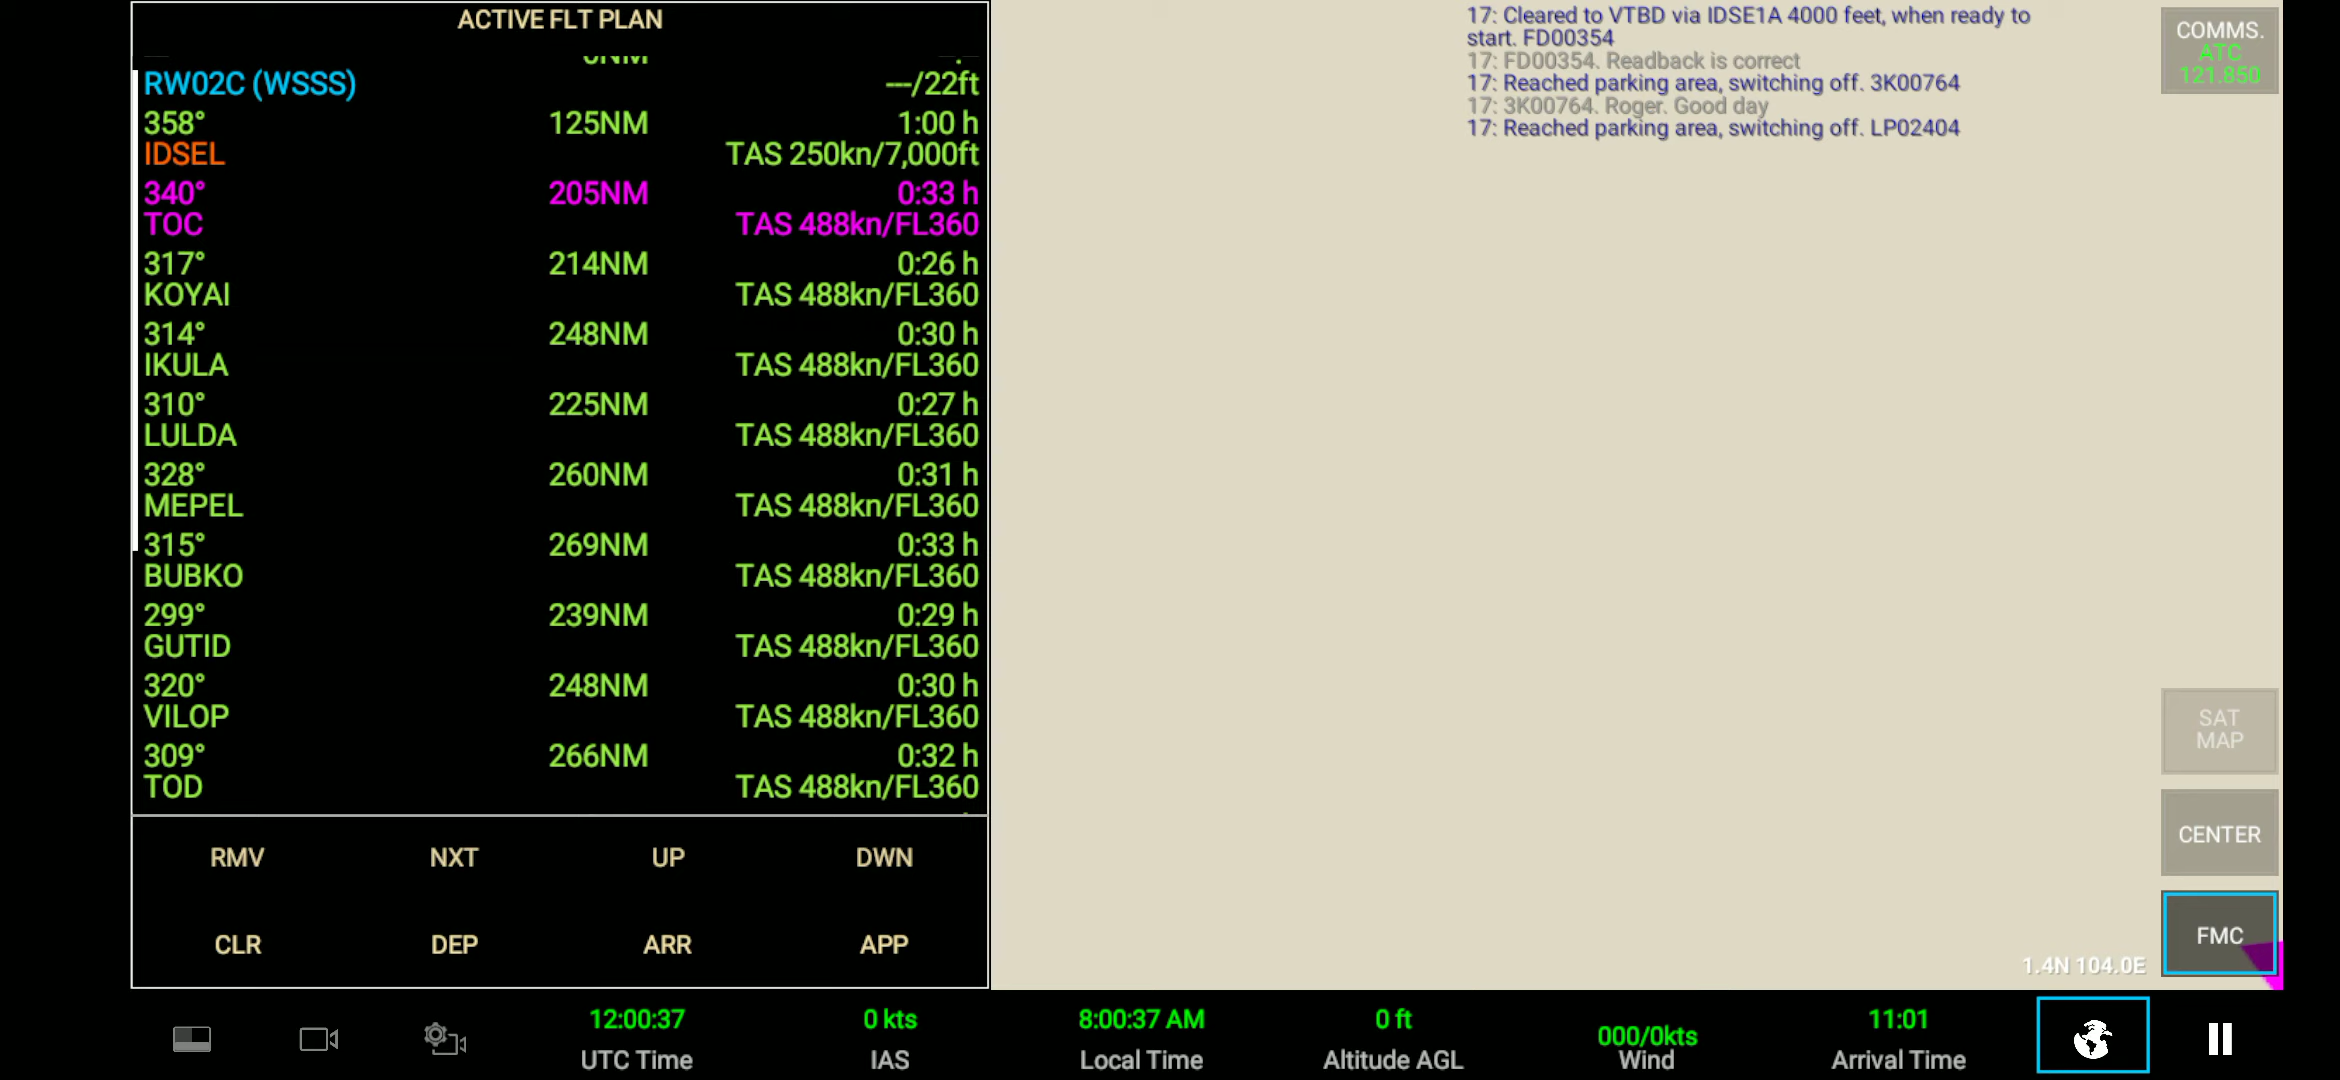 ACTIVE FLT PLAN
RW02C (WSSS) ---/22ft
358° 125NM 1:00 h
IDSEL TAS 250kn/7,000ft
340° 205NM 0:33 h
TOC TAS 488kn/FL360
317° 214NM 0:26 h
KOYAI TAS 488kn/FL360
314° 248NM 0:30 h
IKULA TAS 488kn/FL360
310° 225NM 0:27 h
LULDA TAS 488kn/FL360
328° 260NM 0:31 h
MEPEL TAS 488kn/FL360
315° 269NM 0:33 h
BUBKO TAS 488kn/FL360
299° 239NM 0:29 h
GUTID TAS 488kn/FL360
320° 248NM 0:30 h
VILOP TAS 488kn/FL360
309° 266NM 0:32 h
TOD TAS 488kn/FL360
RMV NXT UP DWN
CLR DEP ARR APP
17: Cleared to VTBD via IDSE1A 4000 feet, when ready to
start. FD00354
17: FD00354. Readback is correct
17: Reached parking area, switching off. 3K00764
17: 3K00764. Roger. Good day
17: Reached parking area, switching off. LP02404
COMMS.
ATC
121.850
SAT
MAP
CENTER
FMC
1.4N 104.0E
12:00:37 0 kts 8:00:37 AM 0 ft 000/0kts 11:01
UTC Time IAS Local Time Altitude AGL Wind Arrival Time